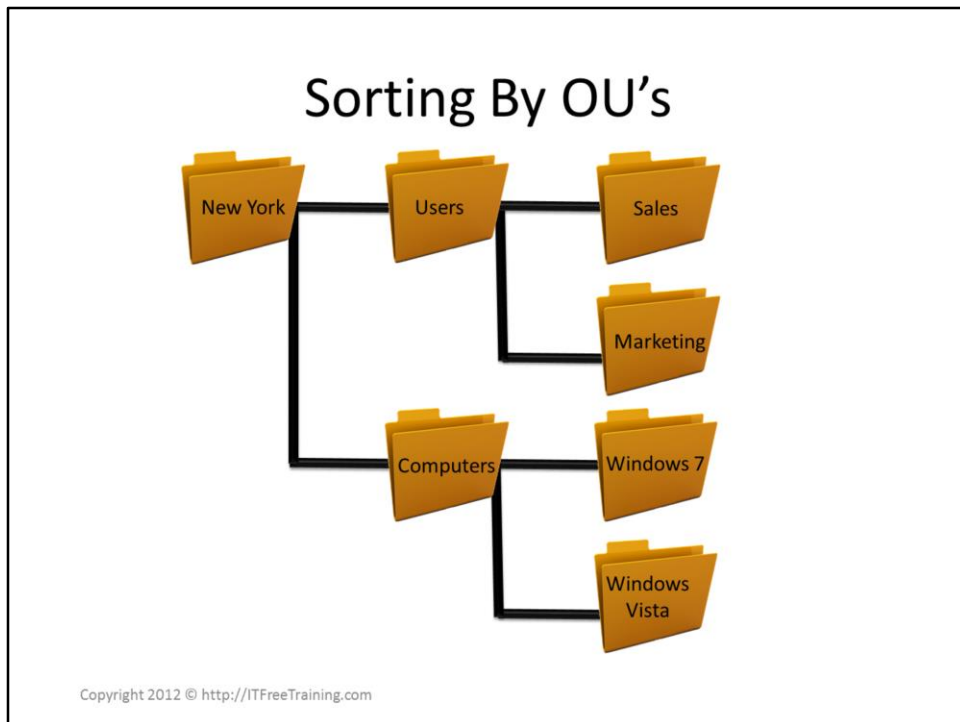 Sorting By OU’s
New York
Users
Sales
Marketing
Computers
Windows 7
Windows
Vista
Copyright 2012 © http://ITFreeTraining.com